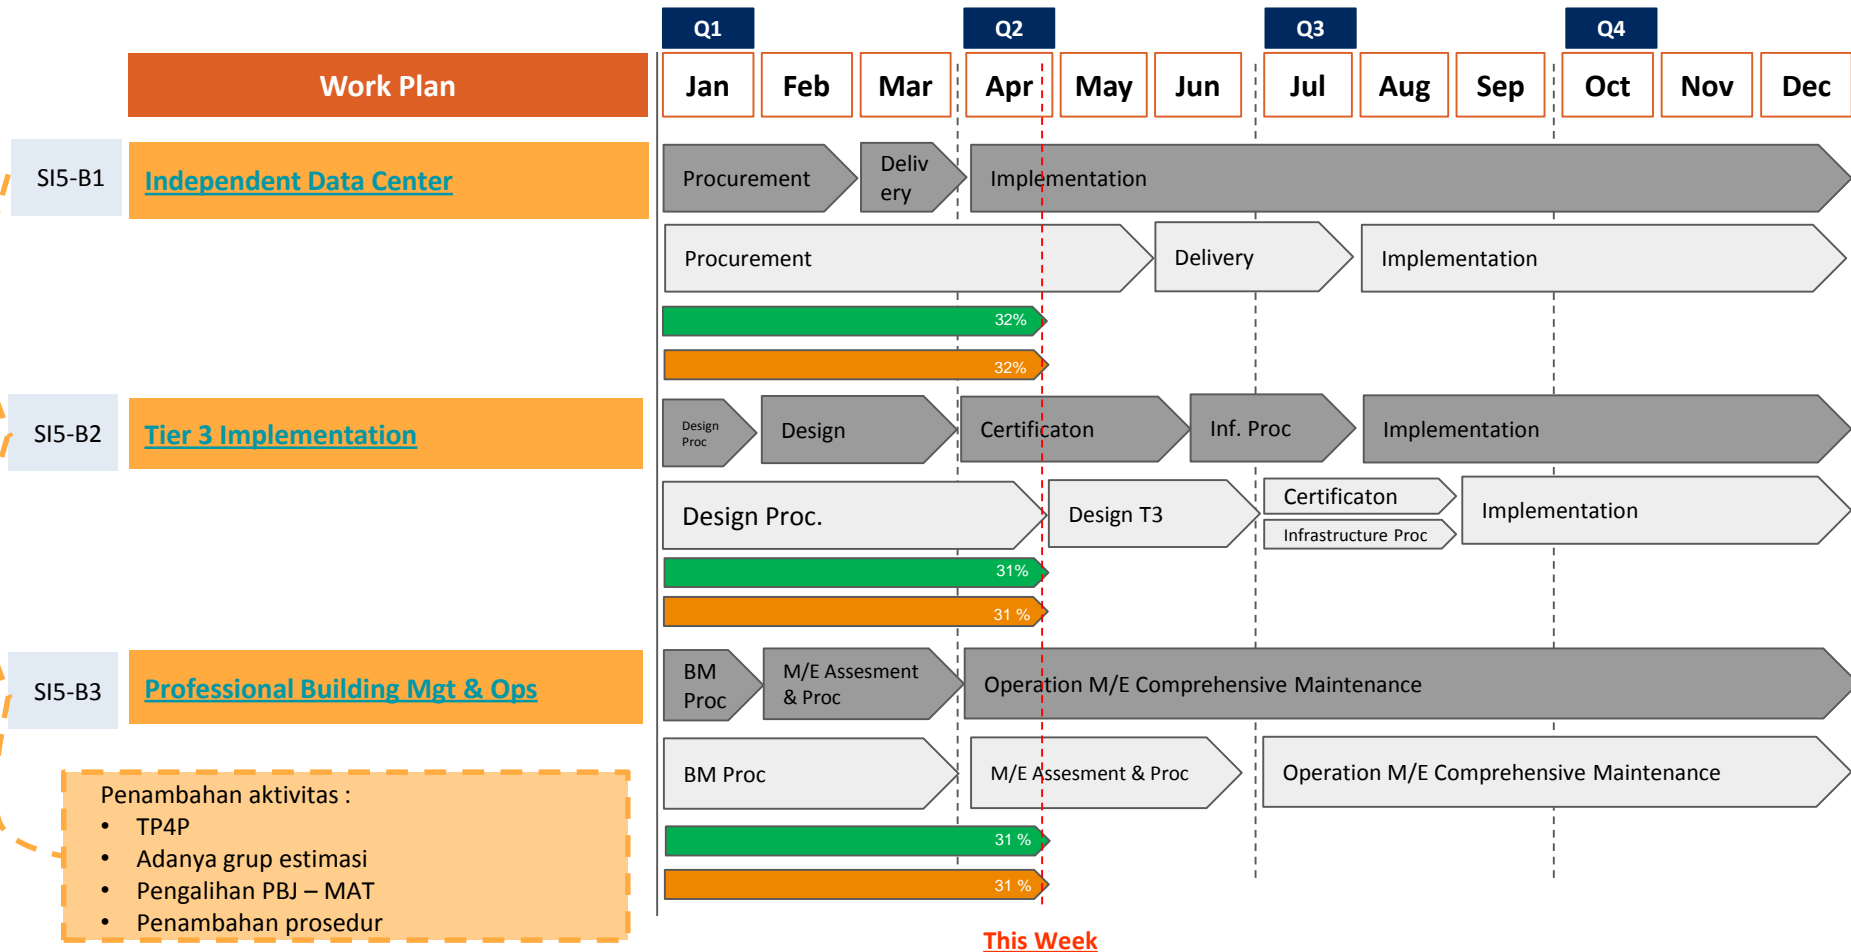 Q1
Q2
Q3
Q4
Work Plan
Jan
Feb
Mar
Apr
May
Jun
Jul
Aug
Sep
Oct
Nov
Dec
SI5-B1
Independent Data Center
Procurement
Deliv
ery
Implementation
Procurement
Delivery
Implementation
32%
32%
SI5-B2
Tier 3 Implementation
Design
Proc
Design
Certificaton
Inf. Proc
Implementation
Design Proc.
Design T3
Certificaton
Infrastructure Proc
Implementation
31%
31 %
SI5-B3
Professional Building Mgt & Ops
BM
Proc
M/E Assesment
& Proc
Operation M/E Comprehensive Maintenance
BM Proc
M/E Assesment & Proc
Operation M/E Comprehensive Maintenance
31 %
31 %
Penambahan aktivitas :
• TP4P
• Adanya grup estimasi
• Pengalihan PBJ – MAT
• Penambahan prosedur
This Week